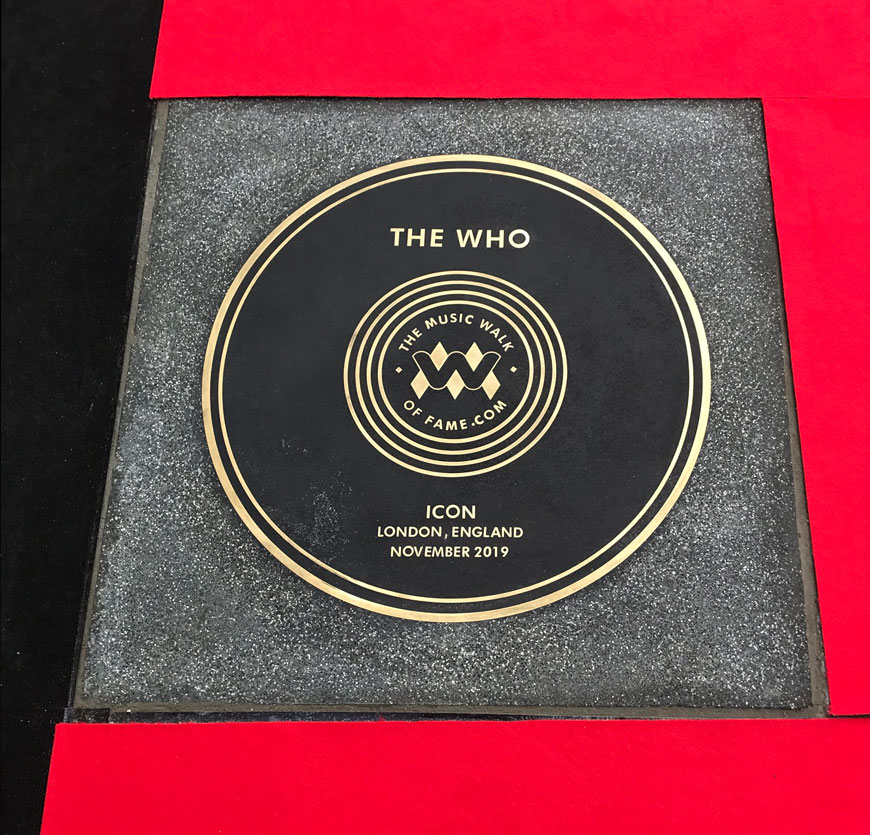 THE WHO
THE MUSIC WALK
OF FAME.COM
ICON
LONDON, ENGLAND
NOVEMBER 2019